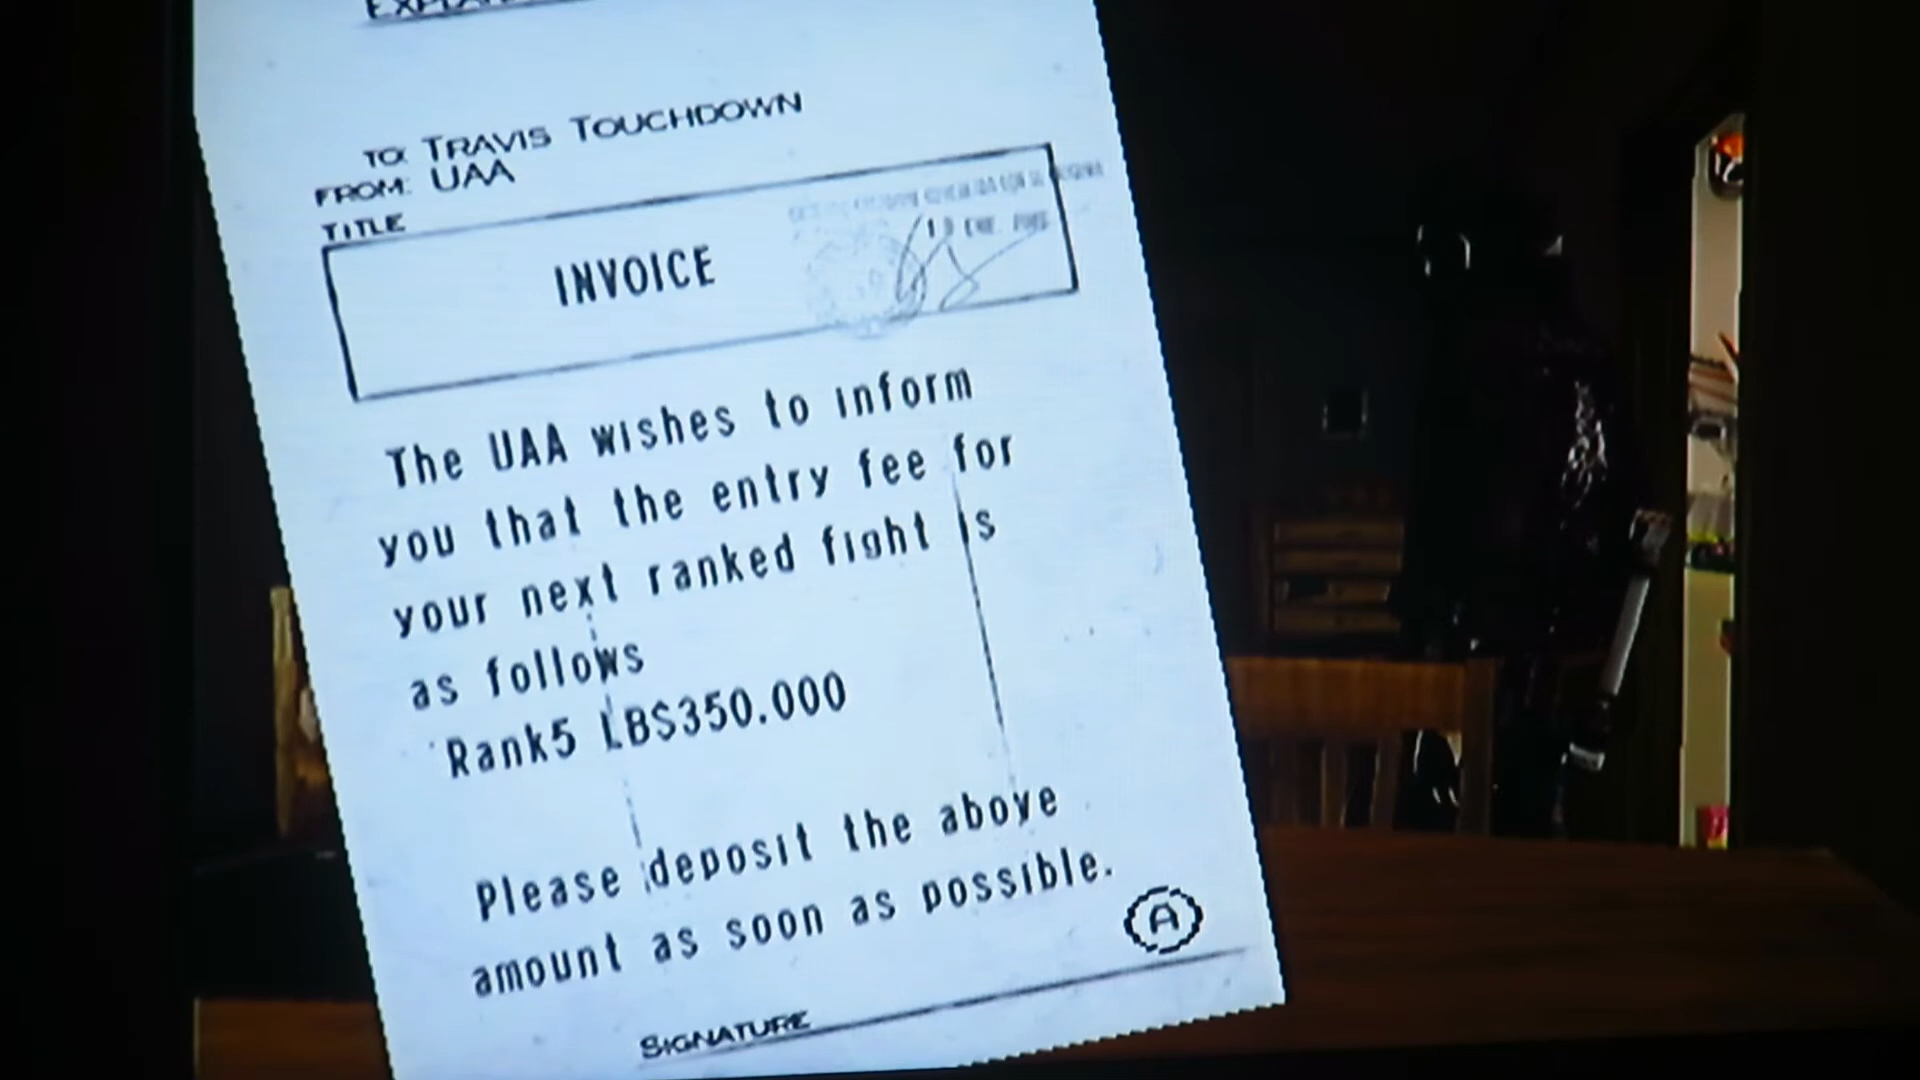 TO: TRAVIS TOUCHDOWN
FROM: UAA
TITLE
INVOICE
The UAA wishes to inform
you that the entry fee for
your next ranked fight is
as follows
Rank5 LB$350.000
Please deposit the above
amount as soon as possible.
A
SIGNATURE